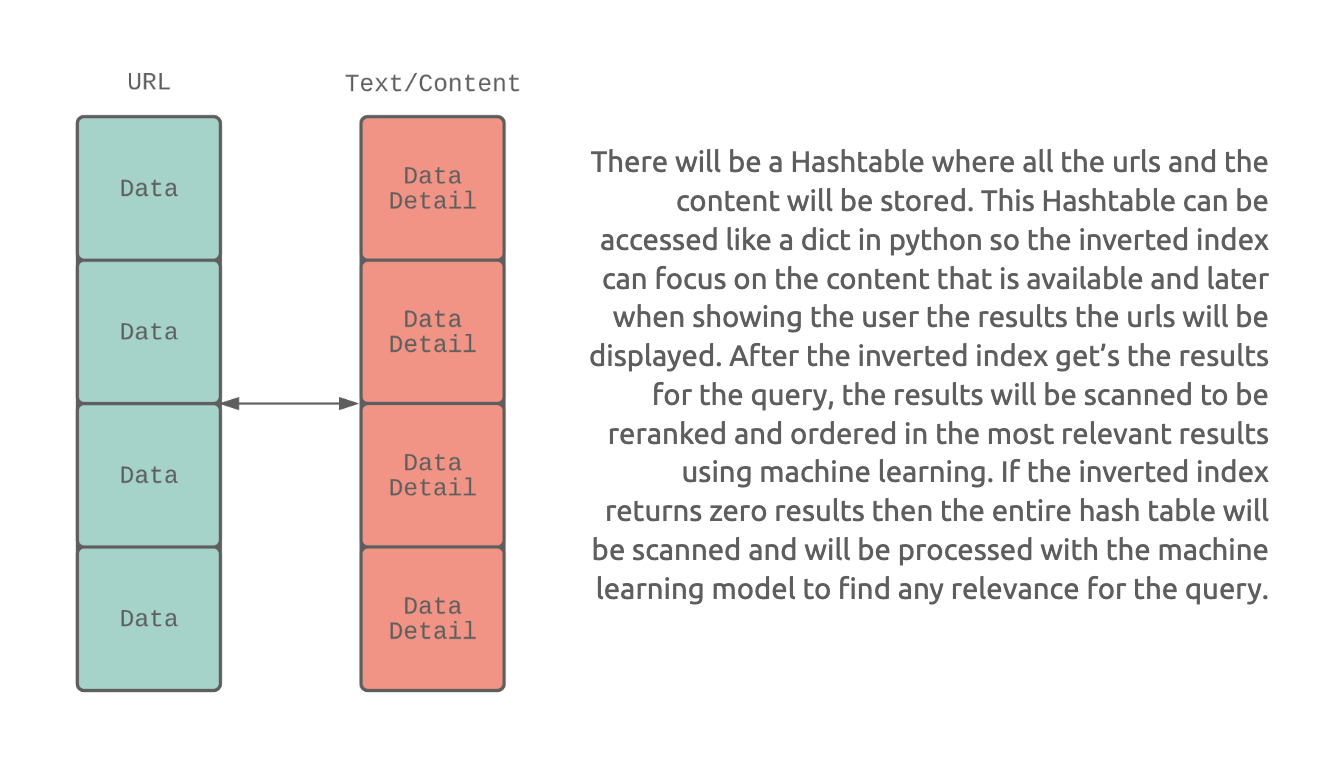 URL
Text/Content
Data
Data
Detail
Data
Data
Detail
Data
Data
Detail
Data
Data
Detail
There will be a Hashtable where all the urls and the
content will be stored. This Hashtable can be
accessed like a dict in python so the inverted index
can focus on the content that is available and later
when showing the user the results the urls will be
displayed. After the inverted index get’s the results
for the query, the results will be scanned to be
reranked and ordered in the most relevant results
using machine learning. If the inverted index
returns zero results then the entire hash table will
be scanned and will be processed with the machine
learning model to find any relevance for the query.